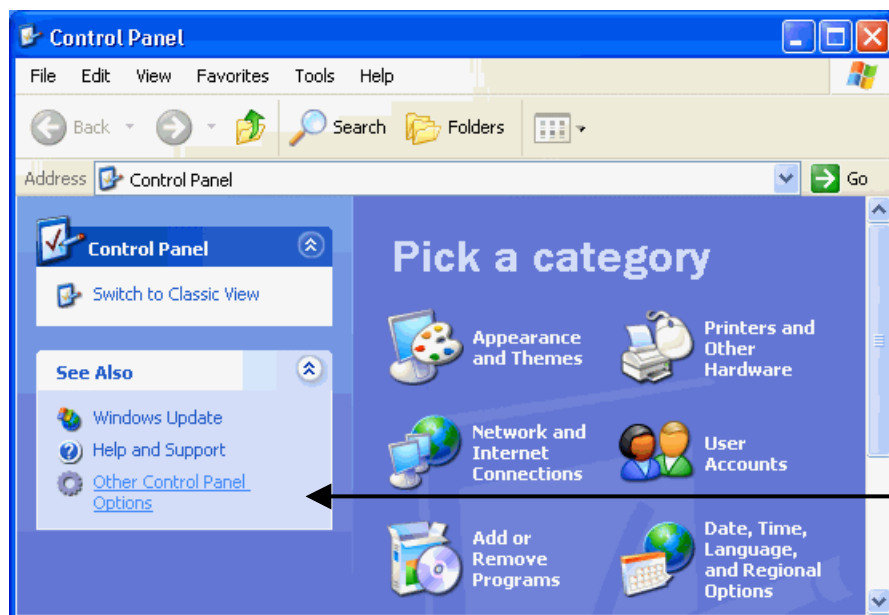 Control Panel
File Edit View Favorites Tools Help
Back Search Folders
Address Control Panel Go
Control Panel
Switch to Classic View
See Also
Windows Update
Help and Support
Other Control Panel
Options
Pick a category
Appearance
and Themes
Printers and
Other
Hardware
Network and
Internet
Connections
User
Accounts
Add or
Remove
Programs
Date, Time,
Language,
and Regional
Options